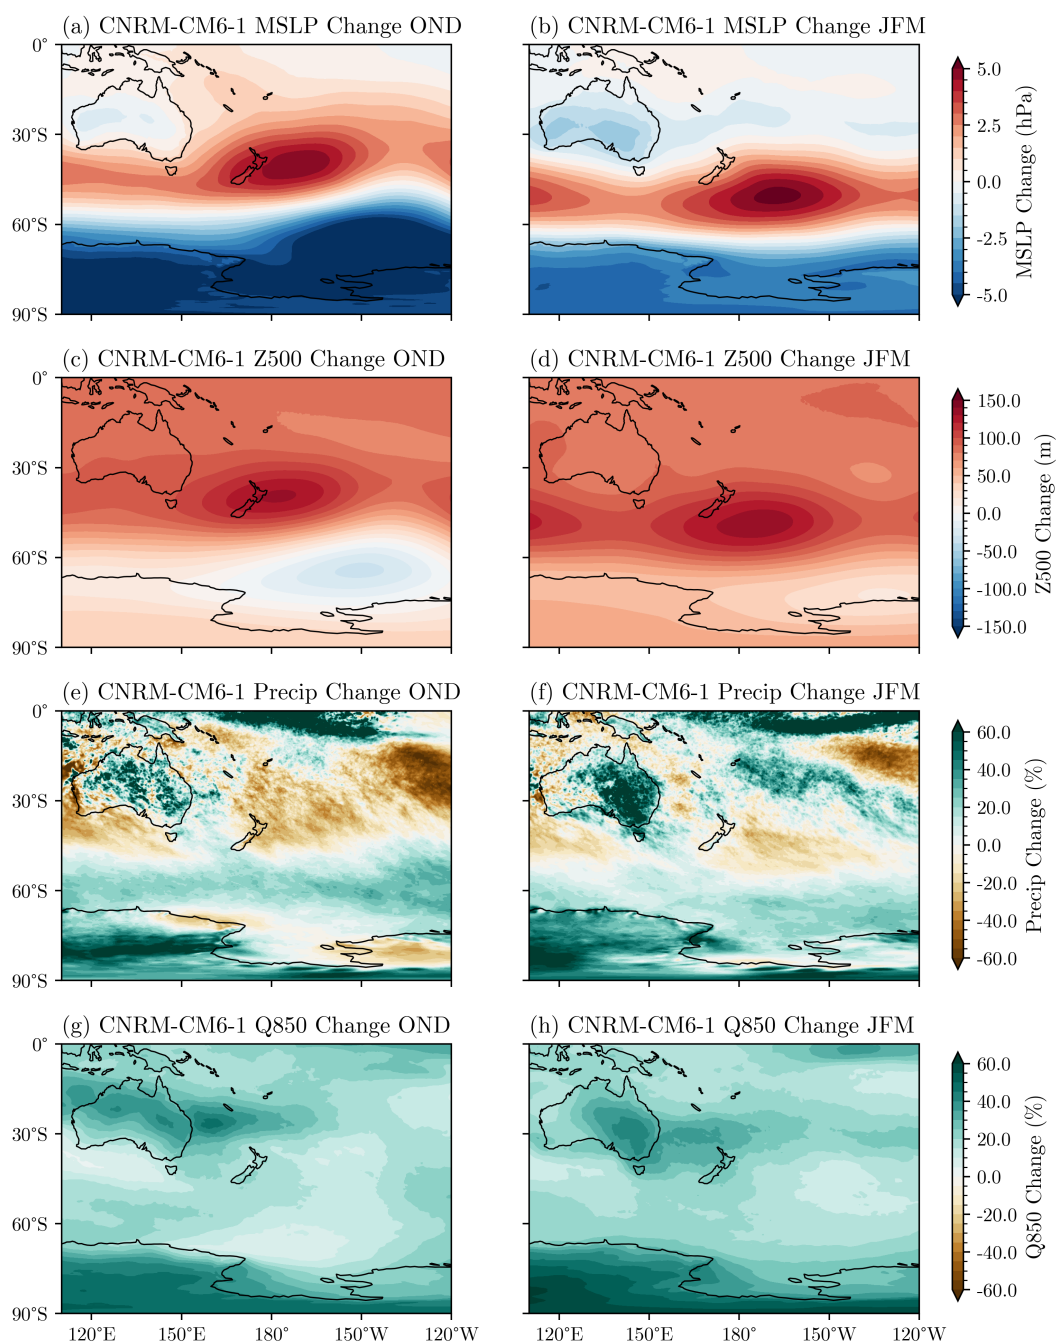 (a) CNRM-CM6-1 MSLP Change OND
(b) CNRM-CM6-1 MSLP Change JFM
0°
30°S
60°S
90°S
5.0
2.5
0.0
-2.5
-5.0
MSLP Change (hPa)
(c) CNRM-CM6-1 Z500 Change OND
(d) CNRM-CM6-1 Z500 Change JFM
0°
30°S
60°S
90°S
150.0
100.0
50.0
0.0
-50.0
-100.0
-150.0
Z500 Change (m)
(e) CNRM-CM6-1 Precip Change OND
(f) CNRM-CM6-1 Precip Change JFM
0°
30°S
60°S
90°S
60.0
40.0
20.0
0.0
-20.0
-40.0
-60.0
Precip Change (%)
(g) CNRM-CM6-1 Q850 Change OND
(h) CNRM-CM6-1 Q850 Change JFM
0°
30°S
60°S
90°S
60.0
40.0
20.0
0.0
-20.0
-40.0
-60.0
Q850 Change (%)
120°E 150°E 180° 150°W 120°W
120°E 150°E 180° 150°W 120°W